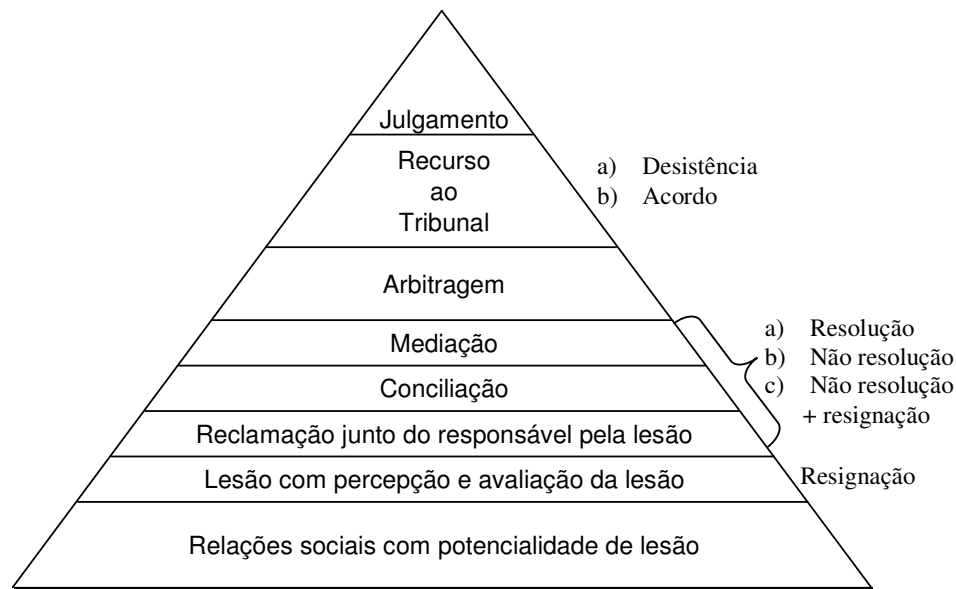 Julgamento
Recurso
ao
Tribunal
a) Desistência
b) Acordo
Arbitragem
Mediação
Conciliação
Reclamação junto do responsável pela lesão
a) Resolução
b) Não resolução
c) Não resolução
+ resignação
Lesão com percepção e avaliação da lesão
Resignação
Relações sociais com potencialidade de lesão